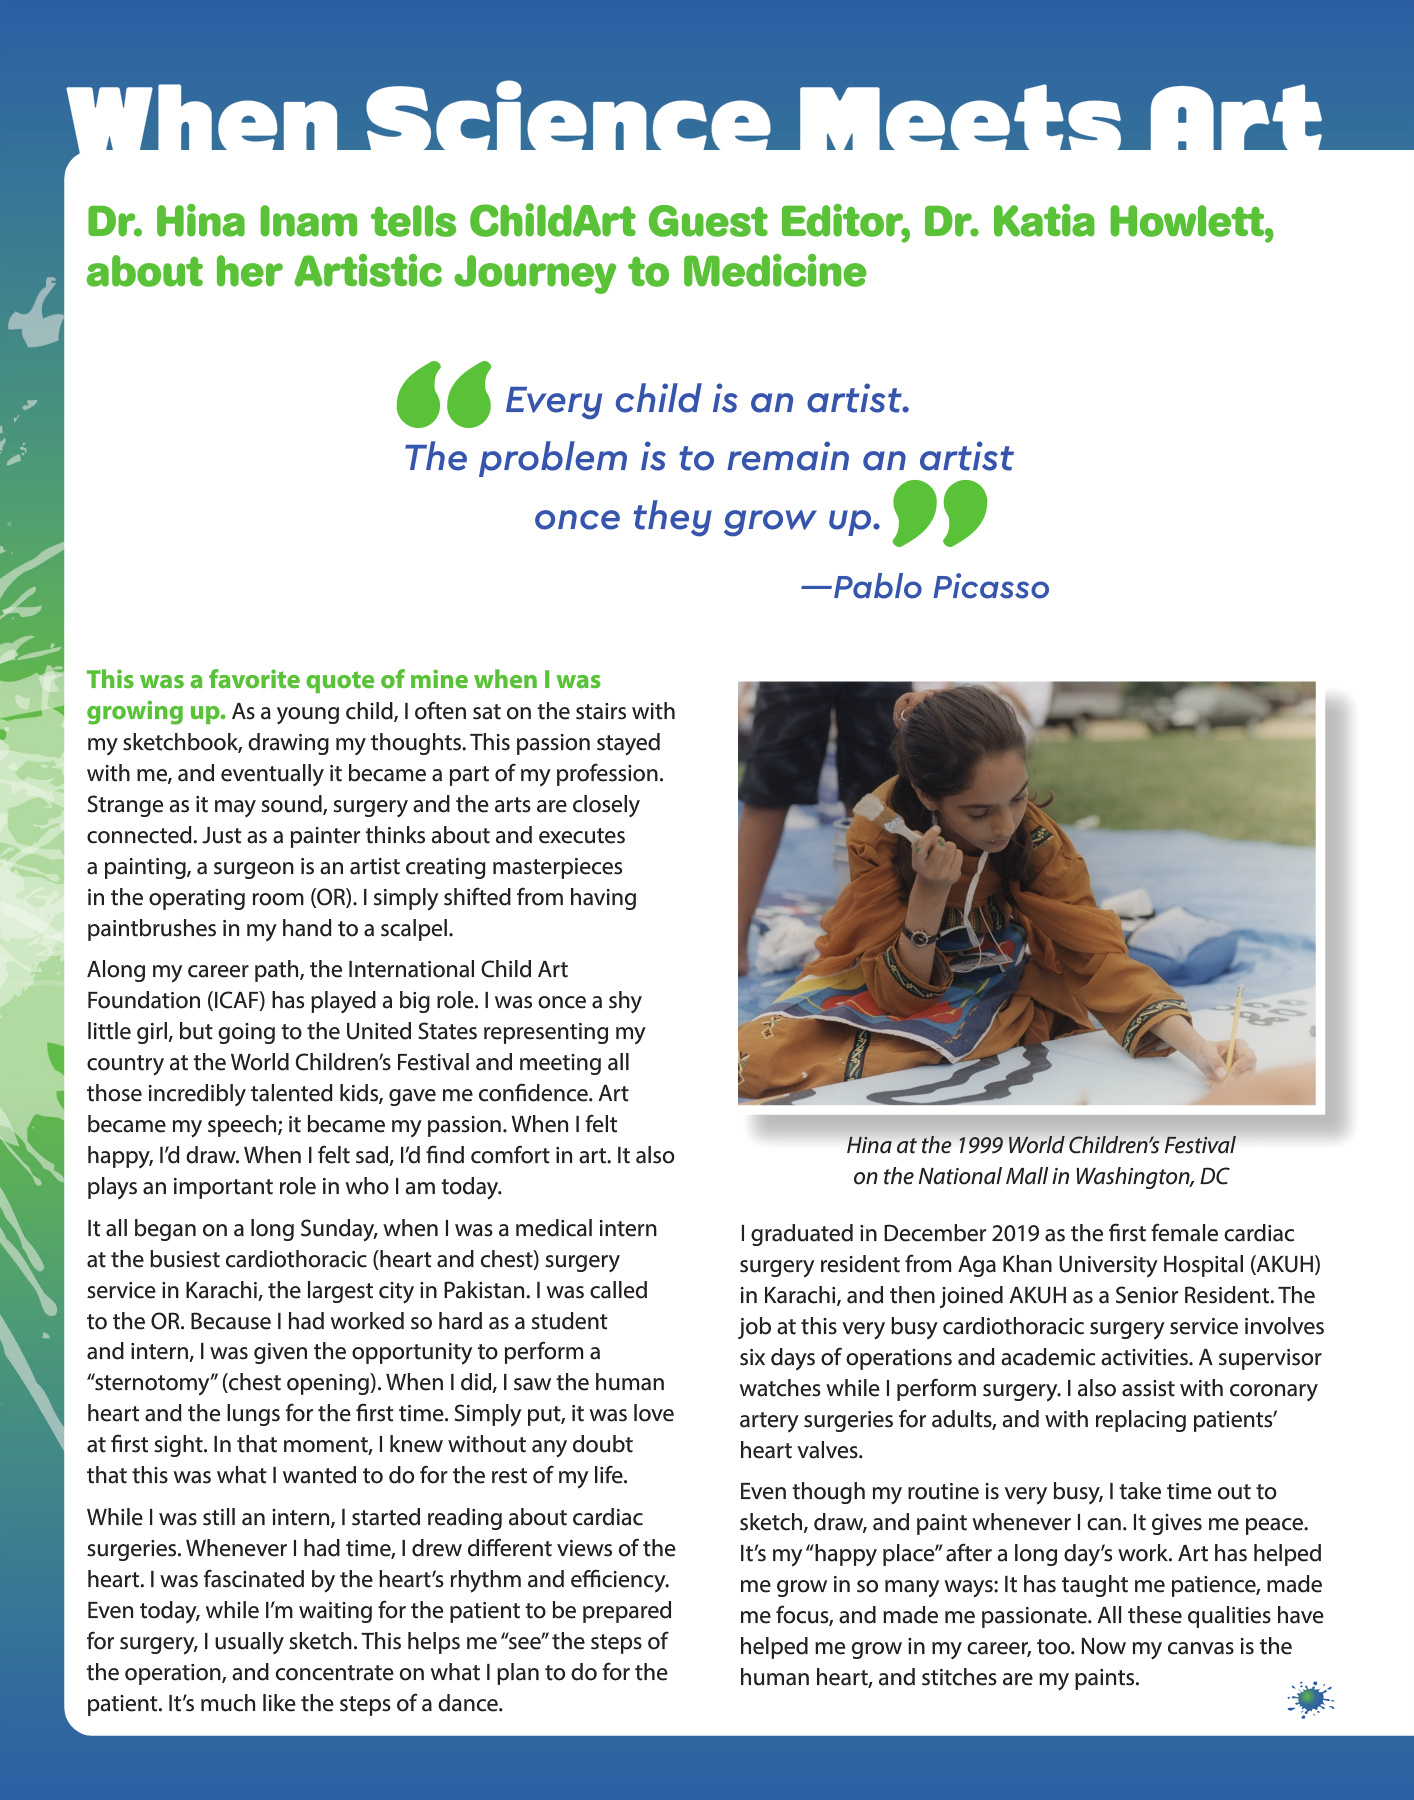 When Science Meets Art
Dr. Hina Inam tells ChildArt Guest Editor, Dr. Katia Howlett,
about her Artistic Journey to Medicine
“Every child is an artist.
The problem is to remain an artist
once they grow up.”
—Pablo Picasso
This was a favorite quote of mine when I was
growing up. As a young child, I often sat on the stairs with
my sketchbook, drawing my thoughts. This passion stayed
with me, and eventually it became a part of my profession.
Strange as it may sound, surgery and the arts are closely
connected. Just as a painter thinks about and executes
a painting, a surgeon is an artist creating masterpieces
in the operating room (OR). I simply shifted from having
paintbrushes in my hand to a scalpel.
Along my career path, the International Child Art
Foundation (ICAF) has played a big role. I was once a shy
little girl, but going to the United States representing my
country at the World Children’s Festival and meeting all
those incredibly talented kids, gave me confidence. Art
became my speech; it became my passion. When I felt
happy, I’d draw. When I felt sad, I’d find comfort in art. It also
plays an important role in who I am today.
It all began on a long Sunday, when I was a medical intern
at the busiest cardiothoracic (heart and chest) surgery
service in Karachi, the largest city in Pakistan. I was called
to the OR. Because I had worked so hard as a student
and intern, I was given the opportunity to perform a
“sternotomy” (chest opening). When I did, I saw the human
heart and the lungs for the first time. Simply put, it was love
at first sight. In that moment, I knew without any doubt
that this was what I wanted to do for the rest of my life.
While I was still an intern, I started reading about cardiac
surgeries. Whenever I had time, I drew different views of the
heart. I was fascinated by the heart’s rhythm and efficiency.
Even today, while I’m waiting for the patient to be prepared
for surgery, I usually sketch. This helps me “see” the steps of
the operation, and concentrate on what I plan to do for the
patient. It’s much like the steps of a dance.
Hina at the 1999 World Children’s Festival
on the National Mall in Washington, DC
I graduated in December 2019 as the first female cardiac
surgery resident from Aga Khan University Hospital (AKUH)
in Karachi, and then joined AKUH as a Senior Resident. The
job at this very busy cardiothoracic surgery service involves
six days of operations and academic activities. A supervisor
watches while I perform surgery. I also assist with coronary
artery surgeries for adults, and with replacing patients’
heart valves.
Even though my routine is very busy, I take time out to
sketch, draw, and paint whenever I can. It gives me peace.
It’s my “happy place” after a long day’s work. Art has helped
me grow in so many ways: It has taught me patience, made
me focus, and made me passionate. All these qualities have
helped me grow in my career, too. Now my canvas is the
human heart, and stitches are my paints.